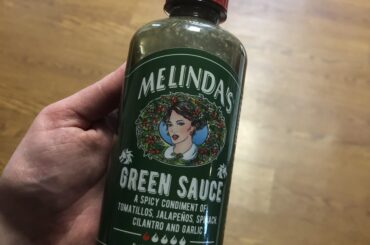 MELINDA'S
GREEN SAUCE
A SPICY CONDIMENT OF
TOMATILLOS, JALAPEÑOS, SPINACH
CILANTRO AND GARLIC